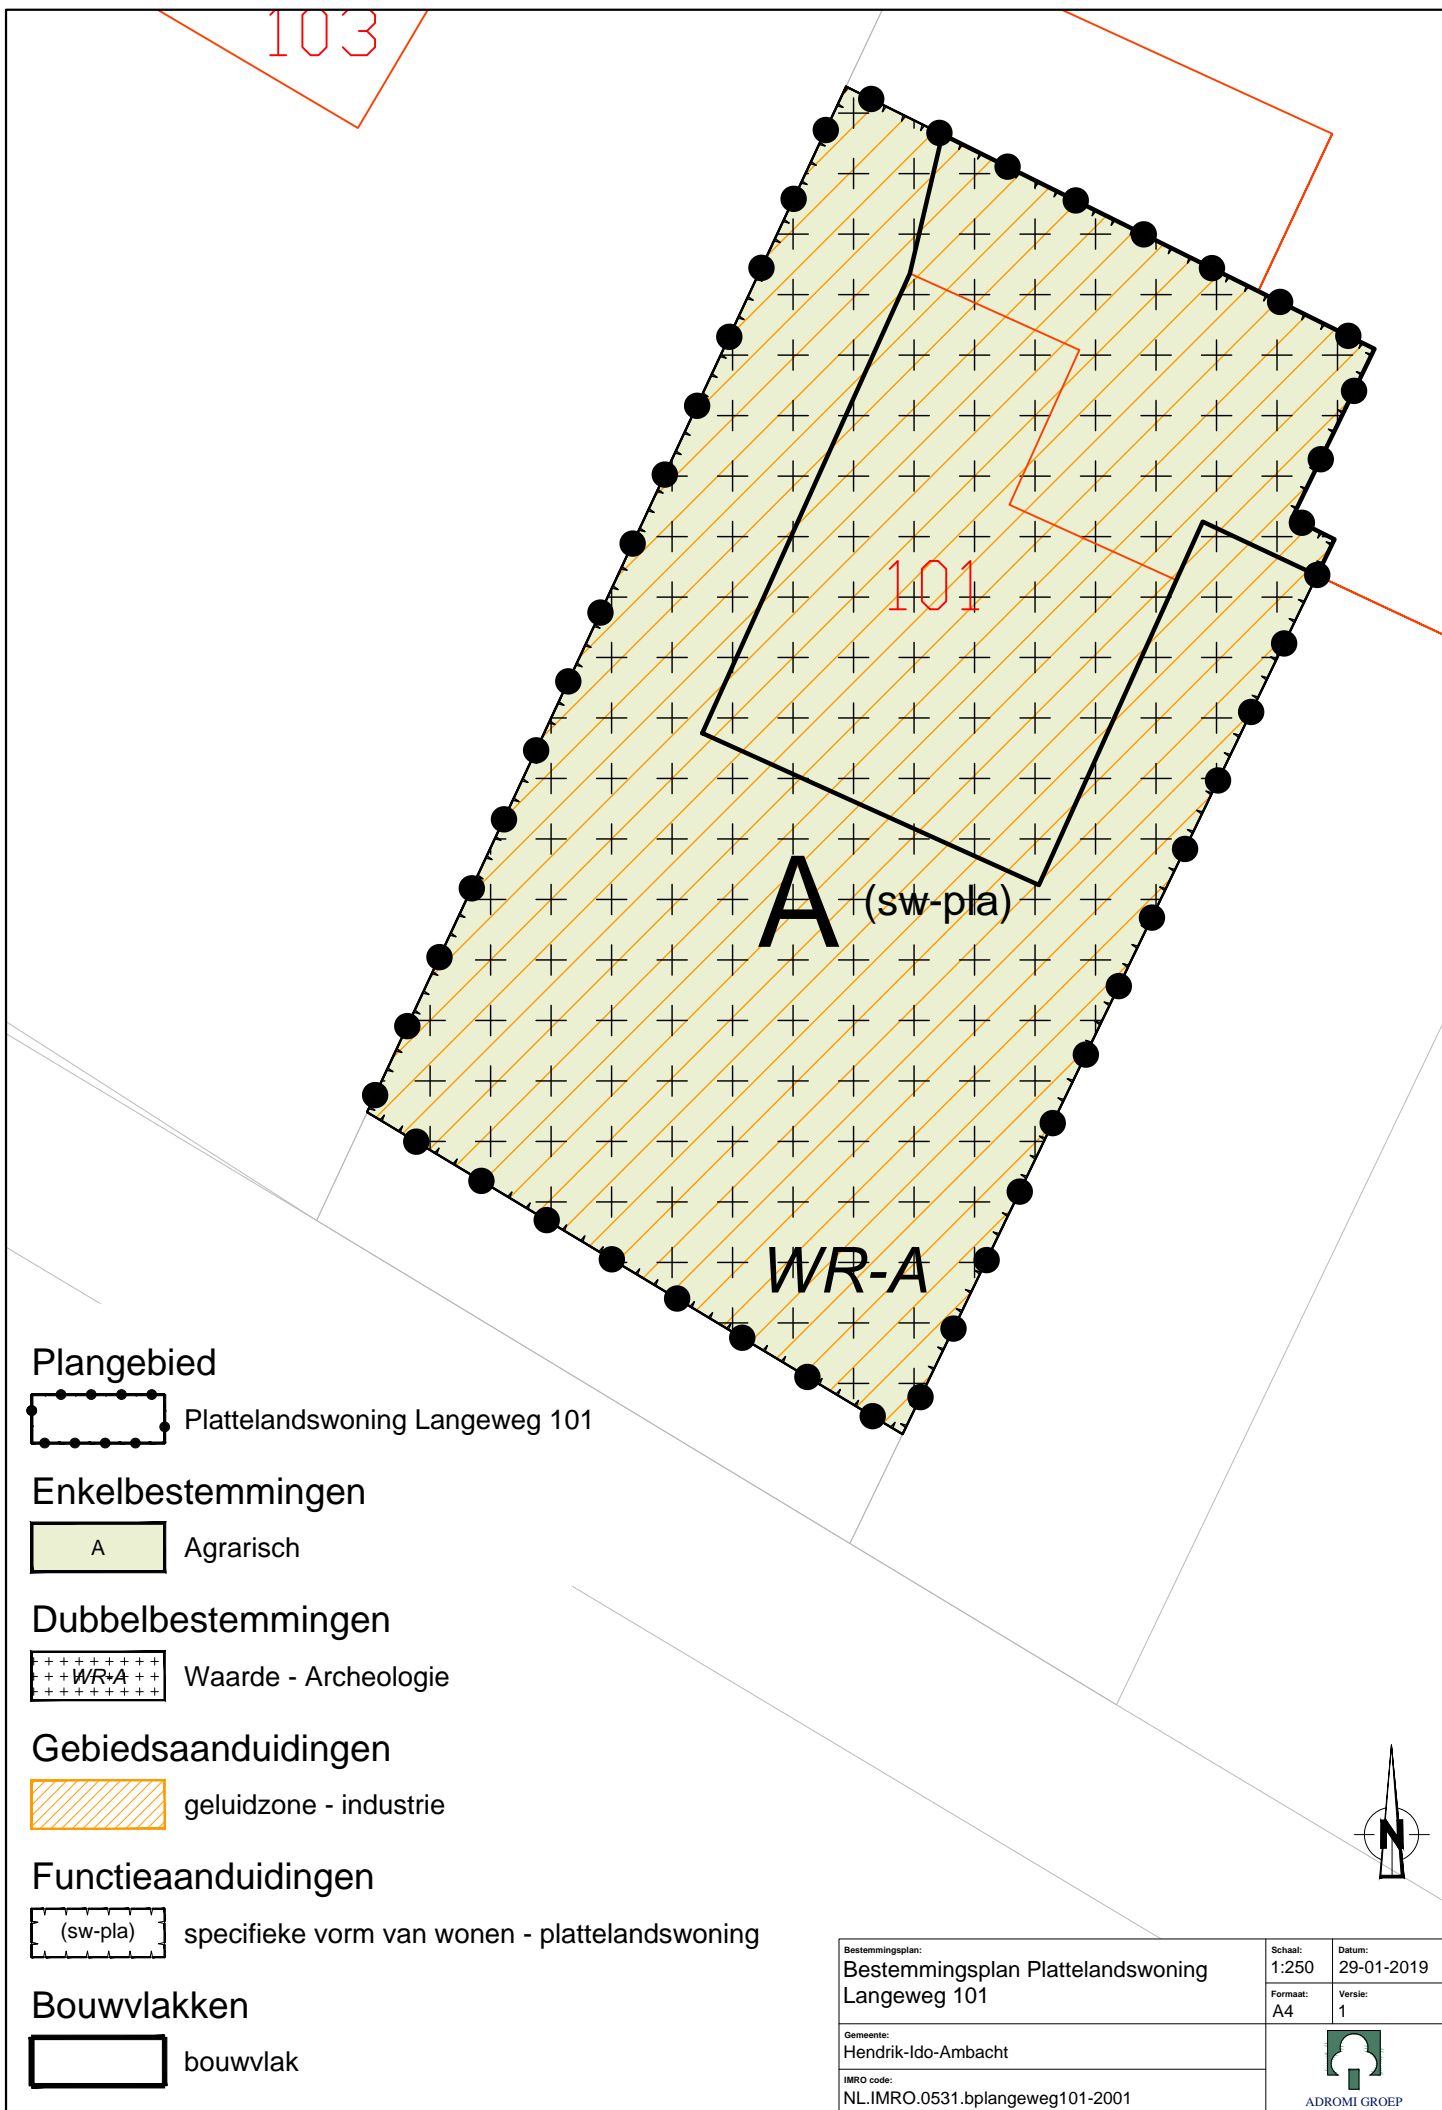 103
101
A (sw-pla)
WR-A
Plangebied
Plattelandswoning Langeweg 101
Enkelbestemmingen
A Agrarisch
Dubbelbestemmingen
WR-A Waarde - Archeologie
Gebiedsaanduidingen
geluidzone - industrie
Functieaanduidingen
(sw-pla) specifieke vorm van wonen - plattelandswoning
Bouwvlakken
bouwvlak
N
Bestemmingsplan:
Bestemmingsplan Plattelandswoning
Langeweg 101
Schaal:
1:250
Datum:
29-01-2019
Formaat:
A4
Versie:
1
Gemeente:
Hendrik-Ido-Ambacht
IMRO code:
NL.IMRO.0531.bplangeweg101-2001
ADROMI GROEP